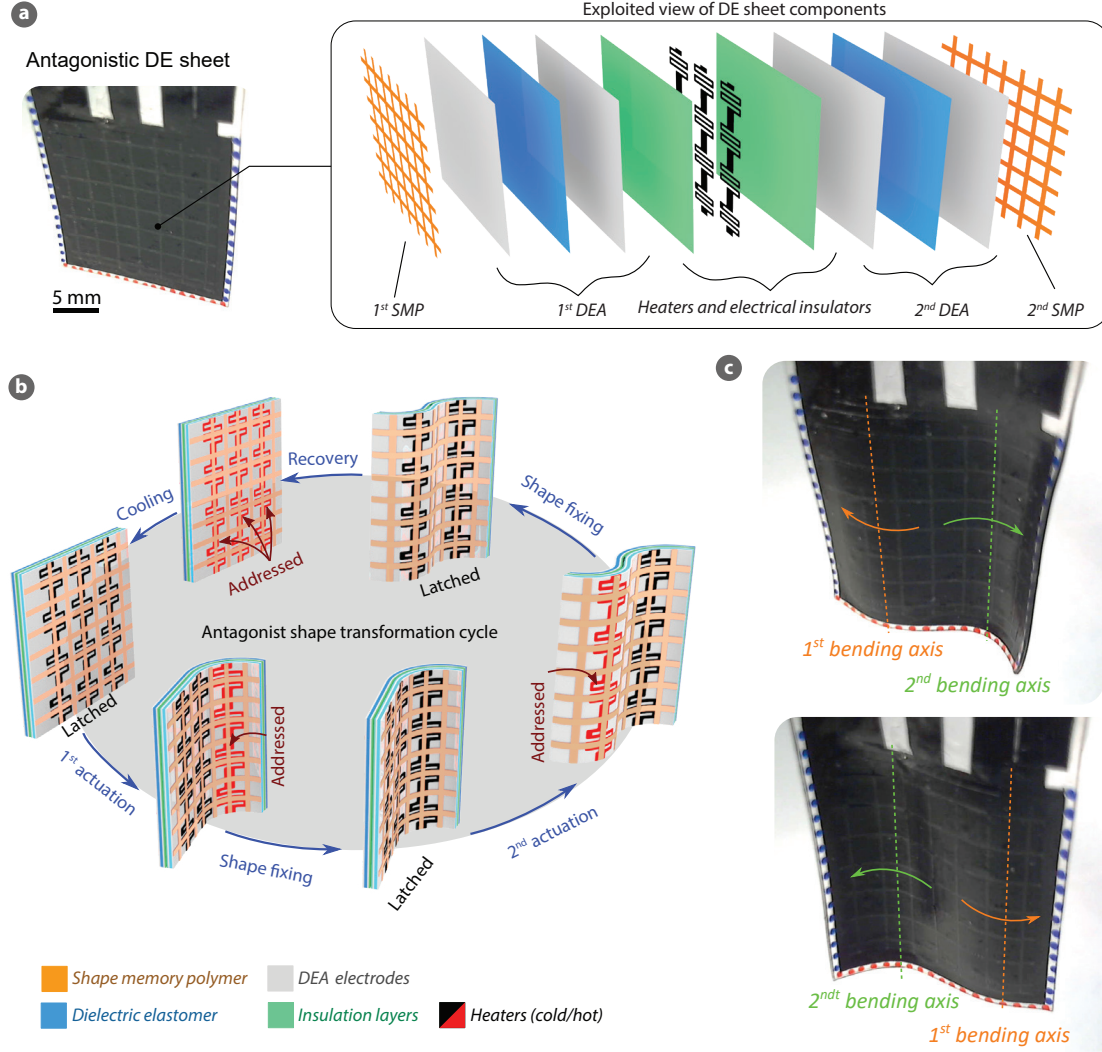 a
Exploited view of DE sheet components
Antagonistic DE sheet
5 mm
1st SMP
1st DEA
Heaters and electrical insulators
2nd DEA
2nd SMP
b
Recovery
Cooling
Shape fixing
Addressed
Latched
Antagonist shape transformation cycle
Latched
Addressed
Addressed
1st actuation
Shape fixing
Latched
2nd actuation
Shape memory polymer
DEA electrodes
Dielectric elastomer
Insulation layers
Heaters (cold/hot)
c
1st bending axis
2nd bending axis
2ndt bending axis
1st bending axis